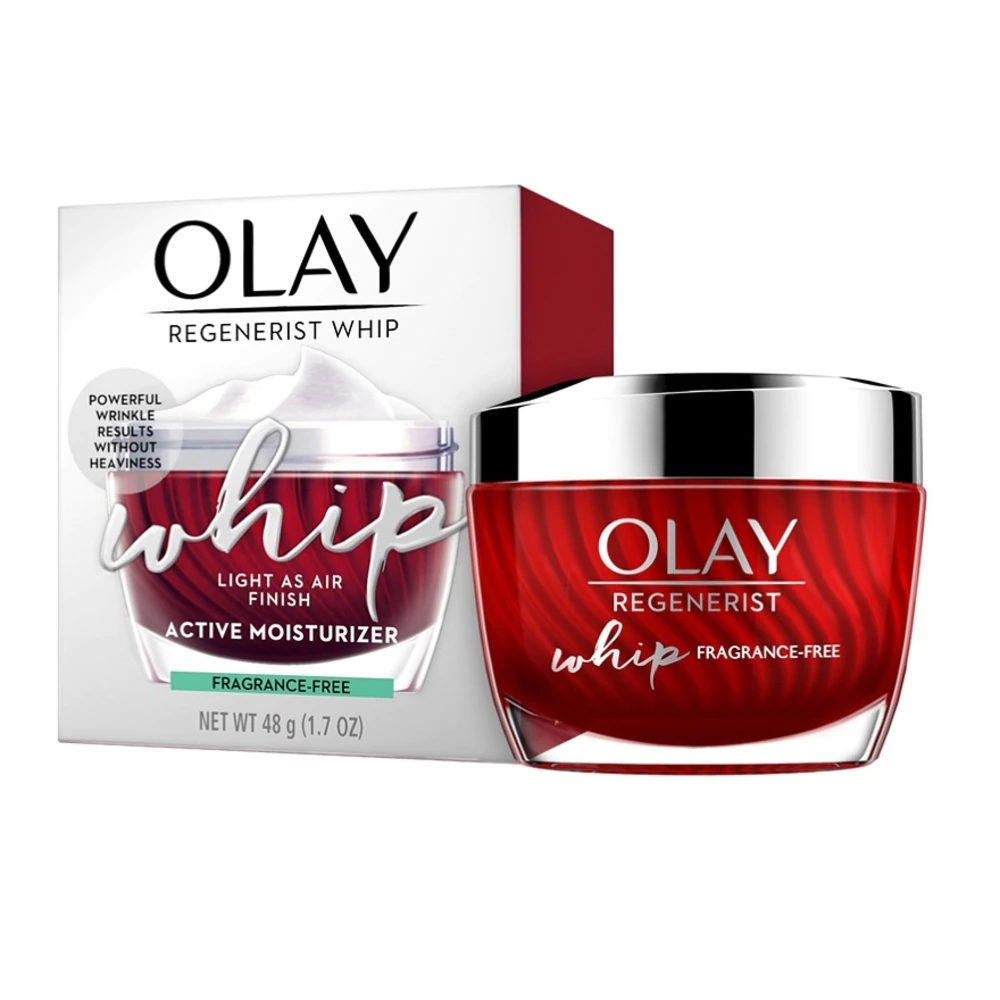 OLAY
REGENERIST WHIP
POWERFUL
WRINKLE
RESULTS
WITHOUT
HEAVINESS
whip
LIGHT AS AIR
FINISH
ACTIVE MOISTURIZER
FRAGRANCE-FREE
NET WT 48 g (1.7 OZ)
OLAY
REGENERIST
whip FRAGRANCE-FREE